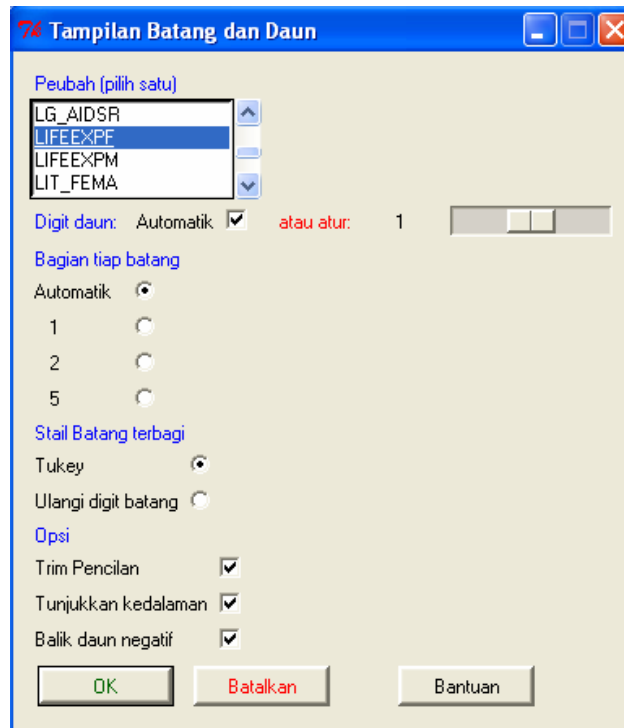 Tampilan Batang dan Daun
Peubah (pilih satu)
LG_AIDSR
LIFEEXPF
LIFEEXPM
LIT_FEMA
Digit daun: Automatik atau atur: 1
Bagian tiap batang
Automatik
1
2
5
Stail Batang terbagi
Tukey
Ulangi digit batang
Opsi
Trim Pencilan
Tunjukkan kedalaman
Balik daun negatif
OK Batalkan Bantuan